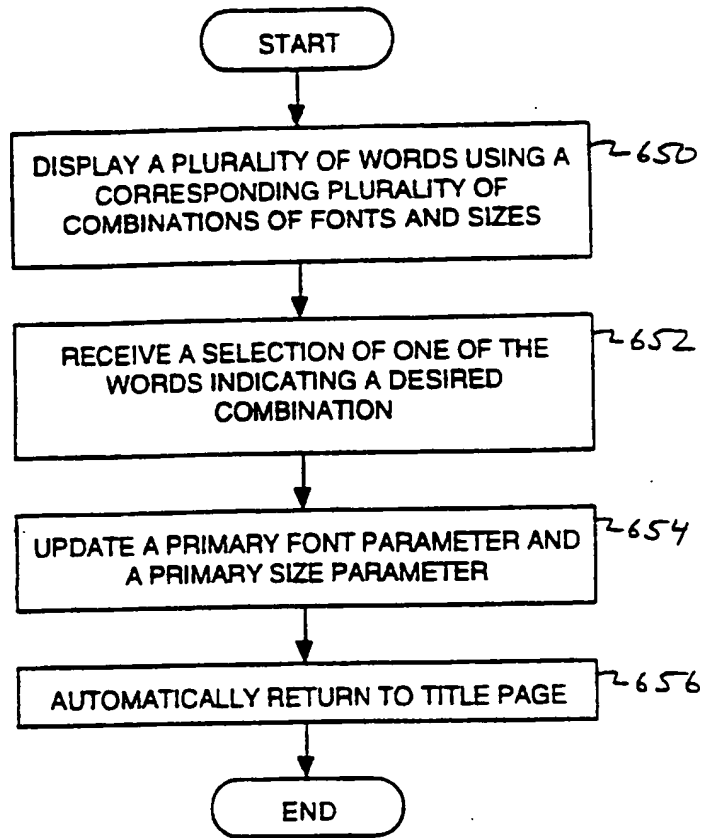 START
DISPLAY A PLURALITY OF WORDS USING A
CORRESPONDING PLURALITY OF
COMBINATIONS OF FONTS AND SIZES
650
RECEIVE A SELECTION OF ONE OF THE
WORDS INDICATING A DESIRED
COMBINATION
652
UPDATE A PRIMARY FONT PARAMETER AND
A PRIMARY SIZE PARAMETER
654
AUTOMATICALLY RETURN TO TITLE PAGE
656
END